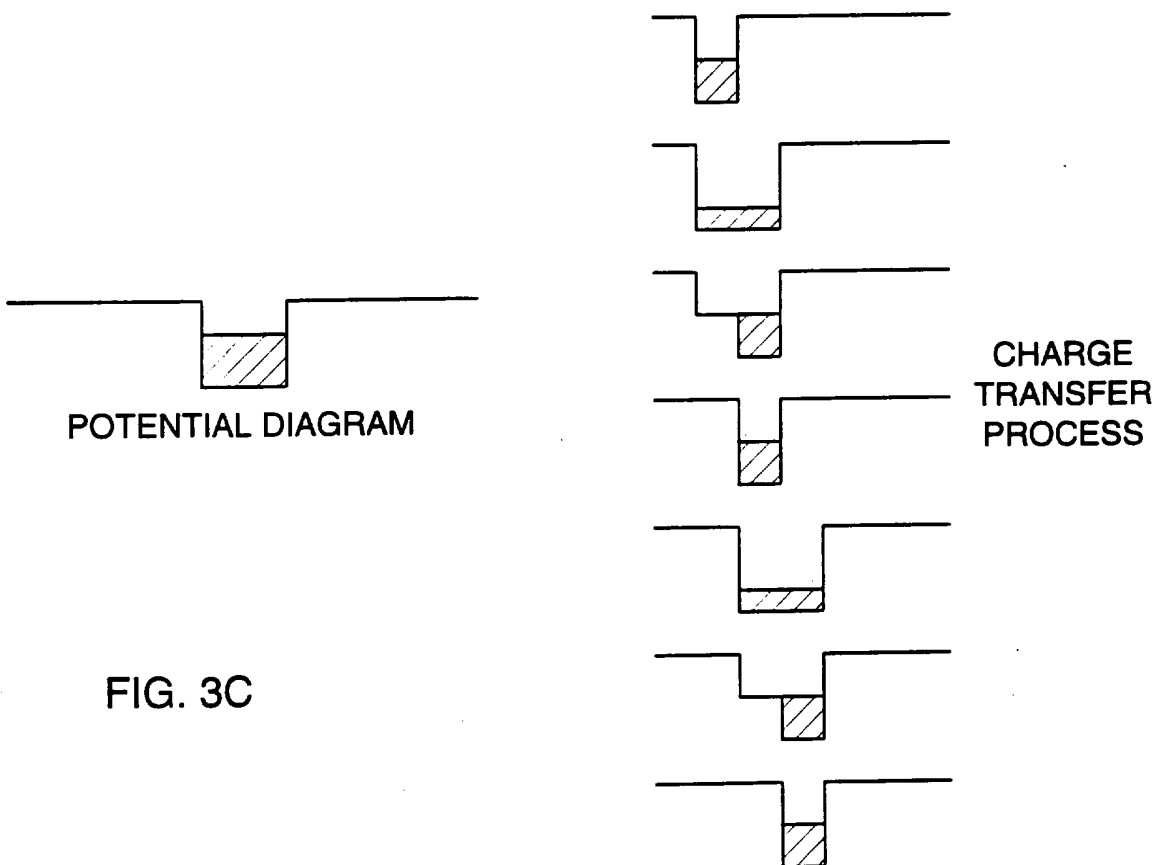 POTENTIAL DIAGRAM
CHARGE
TRANSFER
PROCESS
FIG. 3C